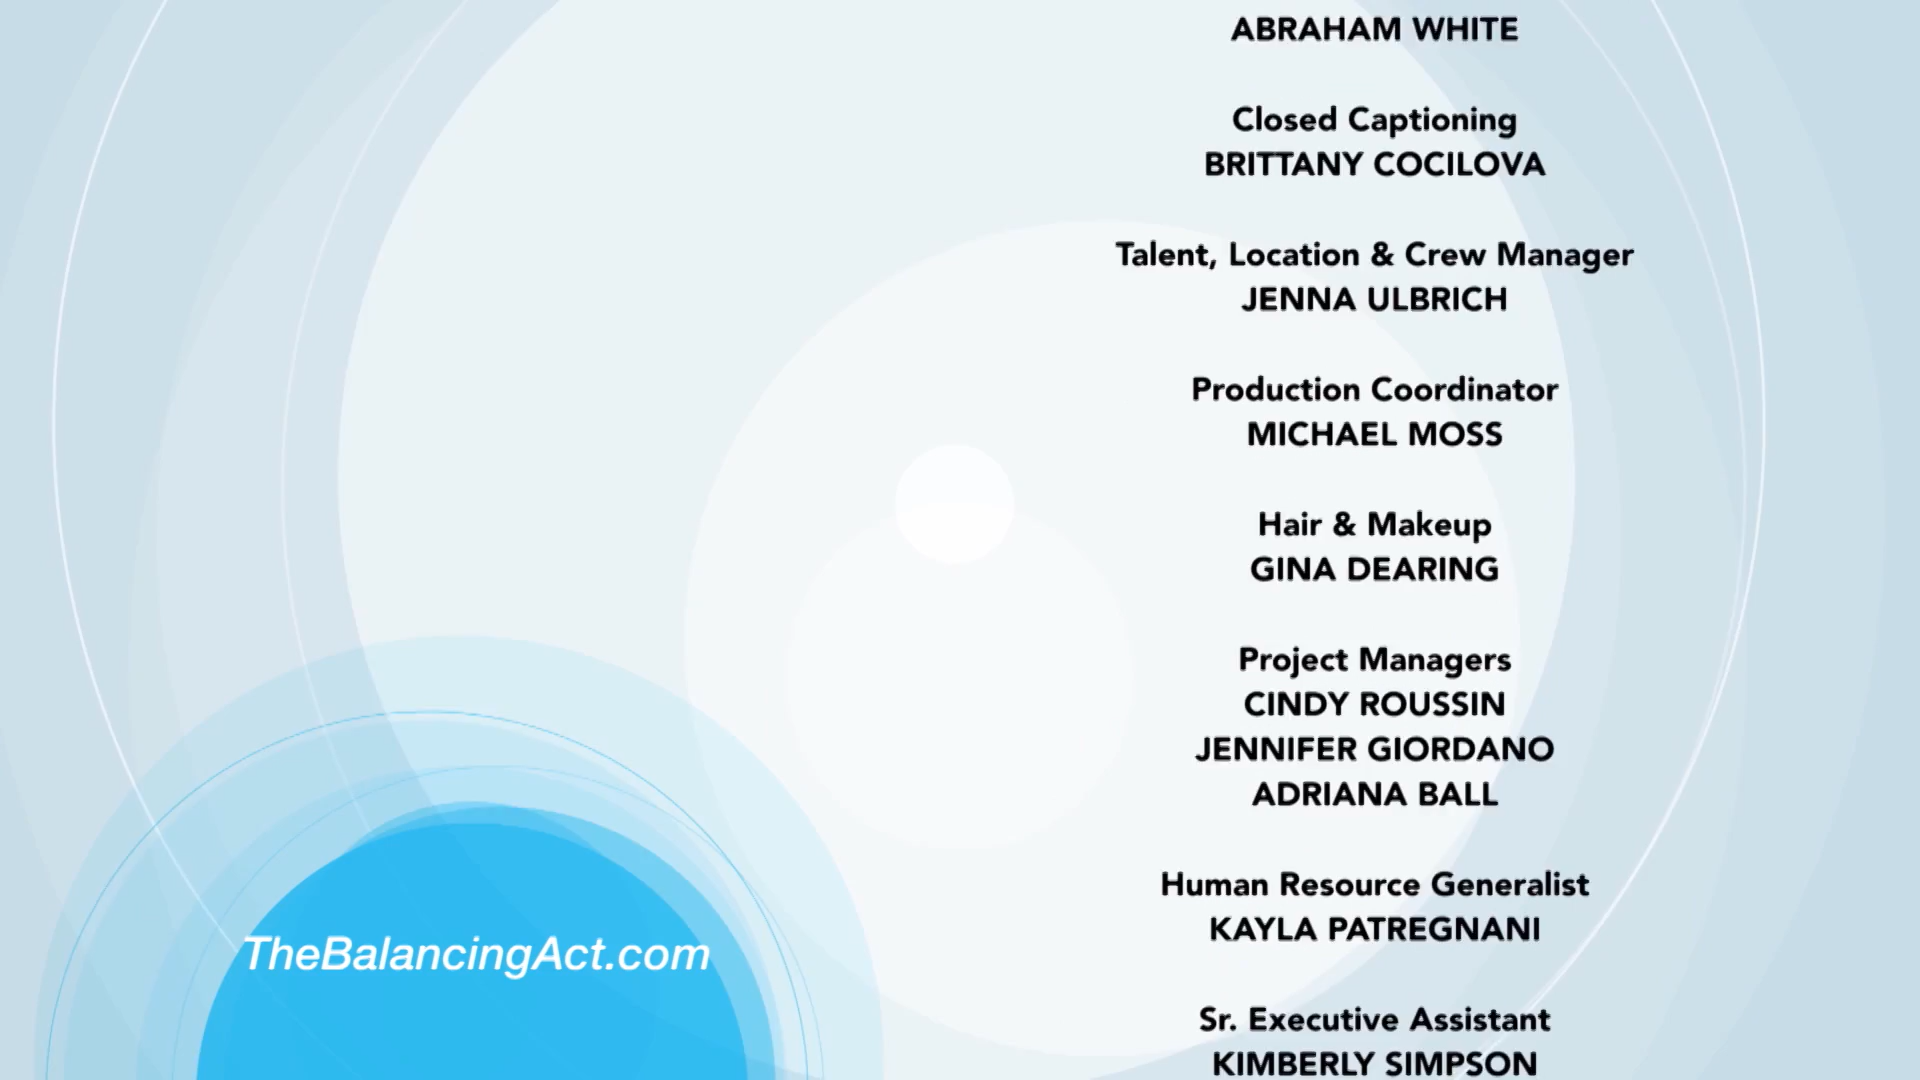 ABRAHAM WHITE
Closed Captioning
BRITTANY COCILOVA
Talent, Location & Crew Manager
JENNA ULBRICH
Production Coordinator
MICHAEL MOSS
Hair & Makeup
GINA DEARING
Project Managers
CINDY ROUSSIN
JENNIFER GIORDANO
ADRIANA BALL
Human Resource Generalist
KAYLA PATREGNANI
Sr. Executive Assistant
KIMBERLY SIMPSON
TheBalancingAct.com